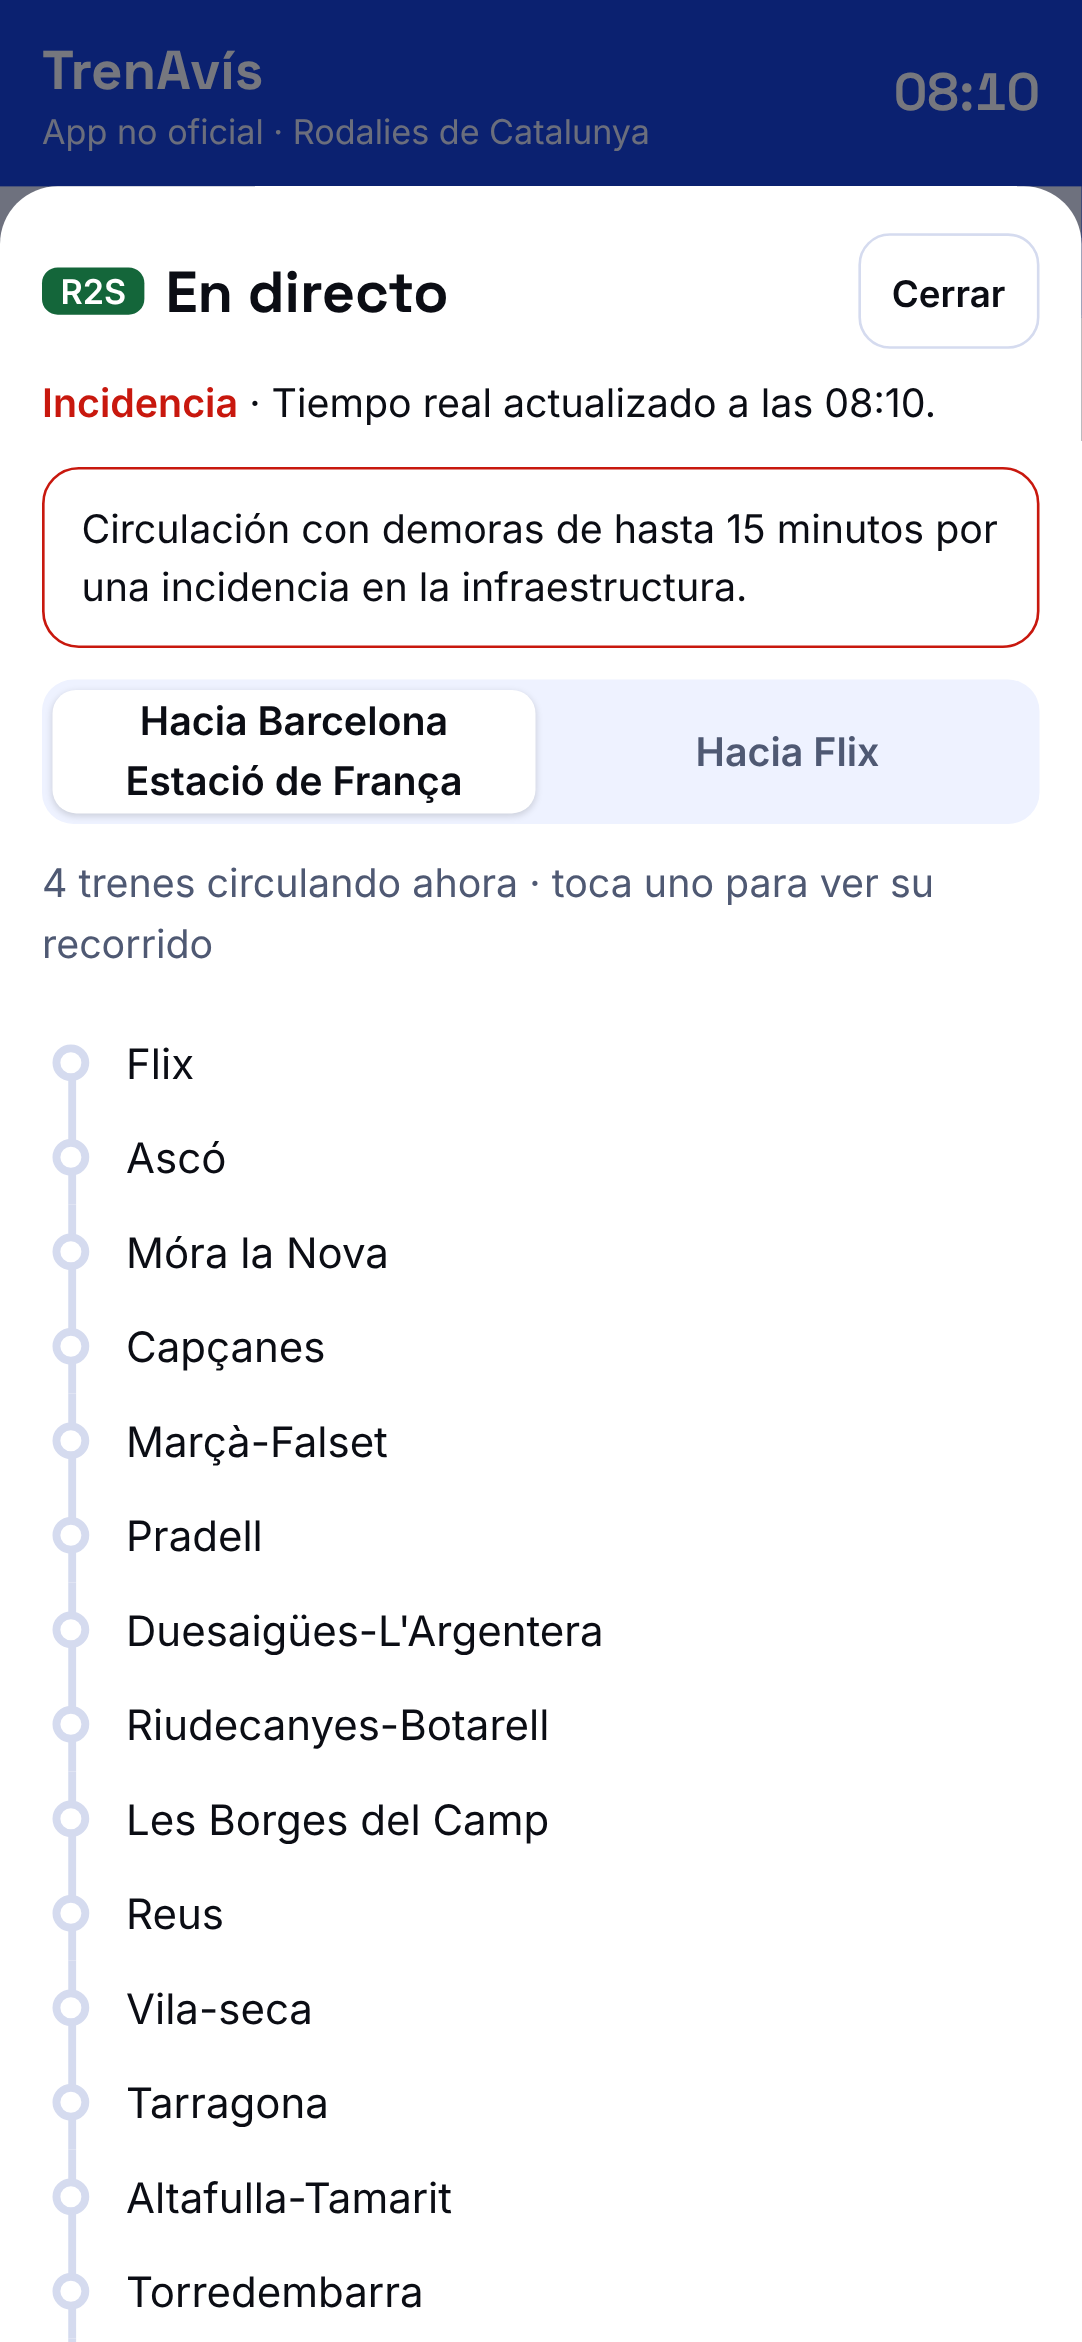 TrenAvís
App no oficial · Rodalies de Catalunya
08:10
R2S En directo
Cerrar
Incidencia · Tiempo real actualizado a las 08:10.
Circulación con demoras de hasta 15 minutos por
una incidencia en la infraestructura.
Hacia Barcelona
Estació de França
Hacia Flix
4 trenes circulando ahora · toca uno para ver su
recorrido
Flix
Ascó
Móra la Nova
Capçanes
Marçà-Falset
Pradell
Duesaigües-L'Argentera
Riudecanyes-Botarell
Les Borges del Camp
Reus
Vila-seca
Tarragona
Altafulla-Tamarit
Torredembarra